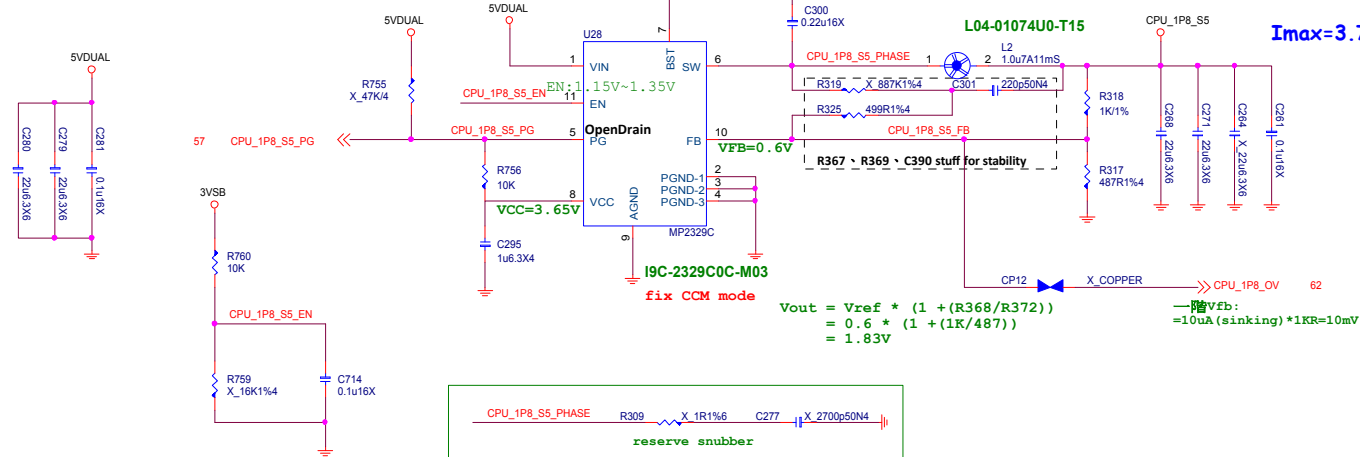 5VDUAL
C280
22u6.3X6
C279
22u6.3X6
C281
0.1u16X
5VDUAL
R755
X_47K/4
5VDUAL
57
CPU_1P8_S5_PG
CPU_1P8_S5_EN
EN:1.15V~1.35V
CPU_1P8_S5_PG
R756
10K
VCC=3.65V
C295
1u6.3X4
U28
1
VIN
11
EN
OpenDrain
5
PG
8
VCC
9
AGND
7
BST
6
SW
10
FB
VFB=0.6V
2
PGND-1
3
PGND-2
4
PGND-3
MP2329C
I9C-2329C0C-M03
fix CCM mode
C300
0.22u16X
CPU_1P8_S5_PHASE
1
2
L04-01074U0-T15
L2
1.0u7A11mS
R319
X_887K1%4
C301
220p50N4
R325
499R1%4
CPU_1P8_S5_FB
R367、R369、C390 stuff for stability
CPU_1P8_S5
Imax=3.7
R318
1K/1%
R317
487R1%4
C268
22u6.3X6
C271
22u6.3X6
C264
X_22u6.3X6
C261
0.1u16X
CP12
X_COPPER
CPU_1P8_OV
62
Vout = Vref * (1 +(R368/R372))
= 0.6 * (1 +(1K/487))
= 1.83V
一階Vfb:
=10uA(sinking)*1KR=10mV
3VSB
R760
10K
CPU_1P8_S5_EN
R759
X_16K1%4
C714
0.1u16X
CPU_1P8_S5_PHASE
R309
X_1R1%6
C277
X_2700p50N4
reserve snubber